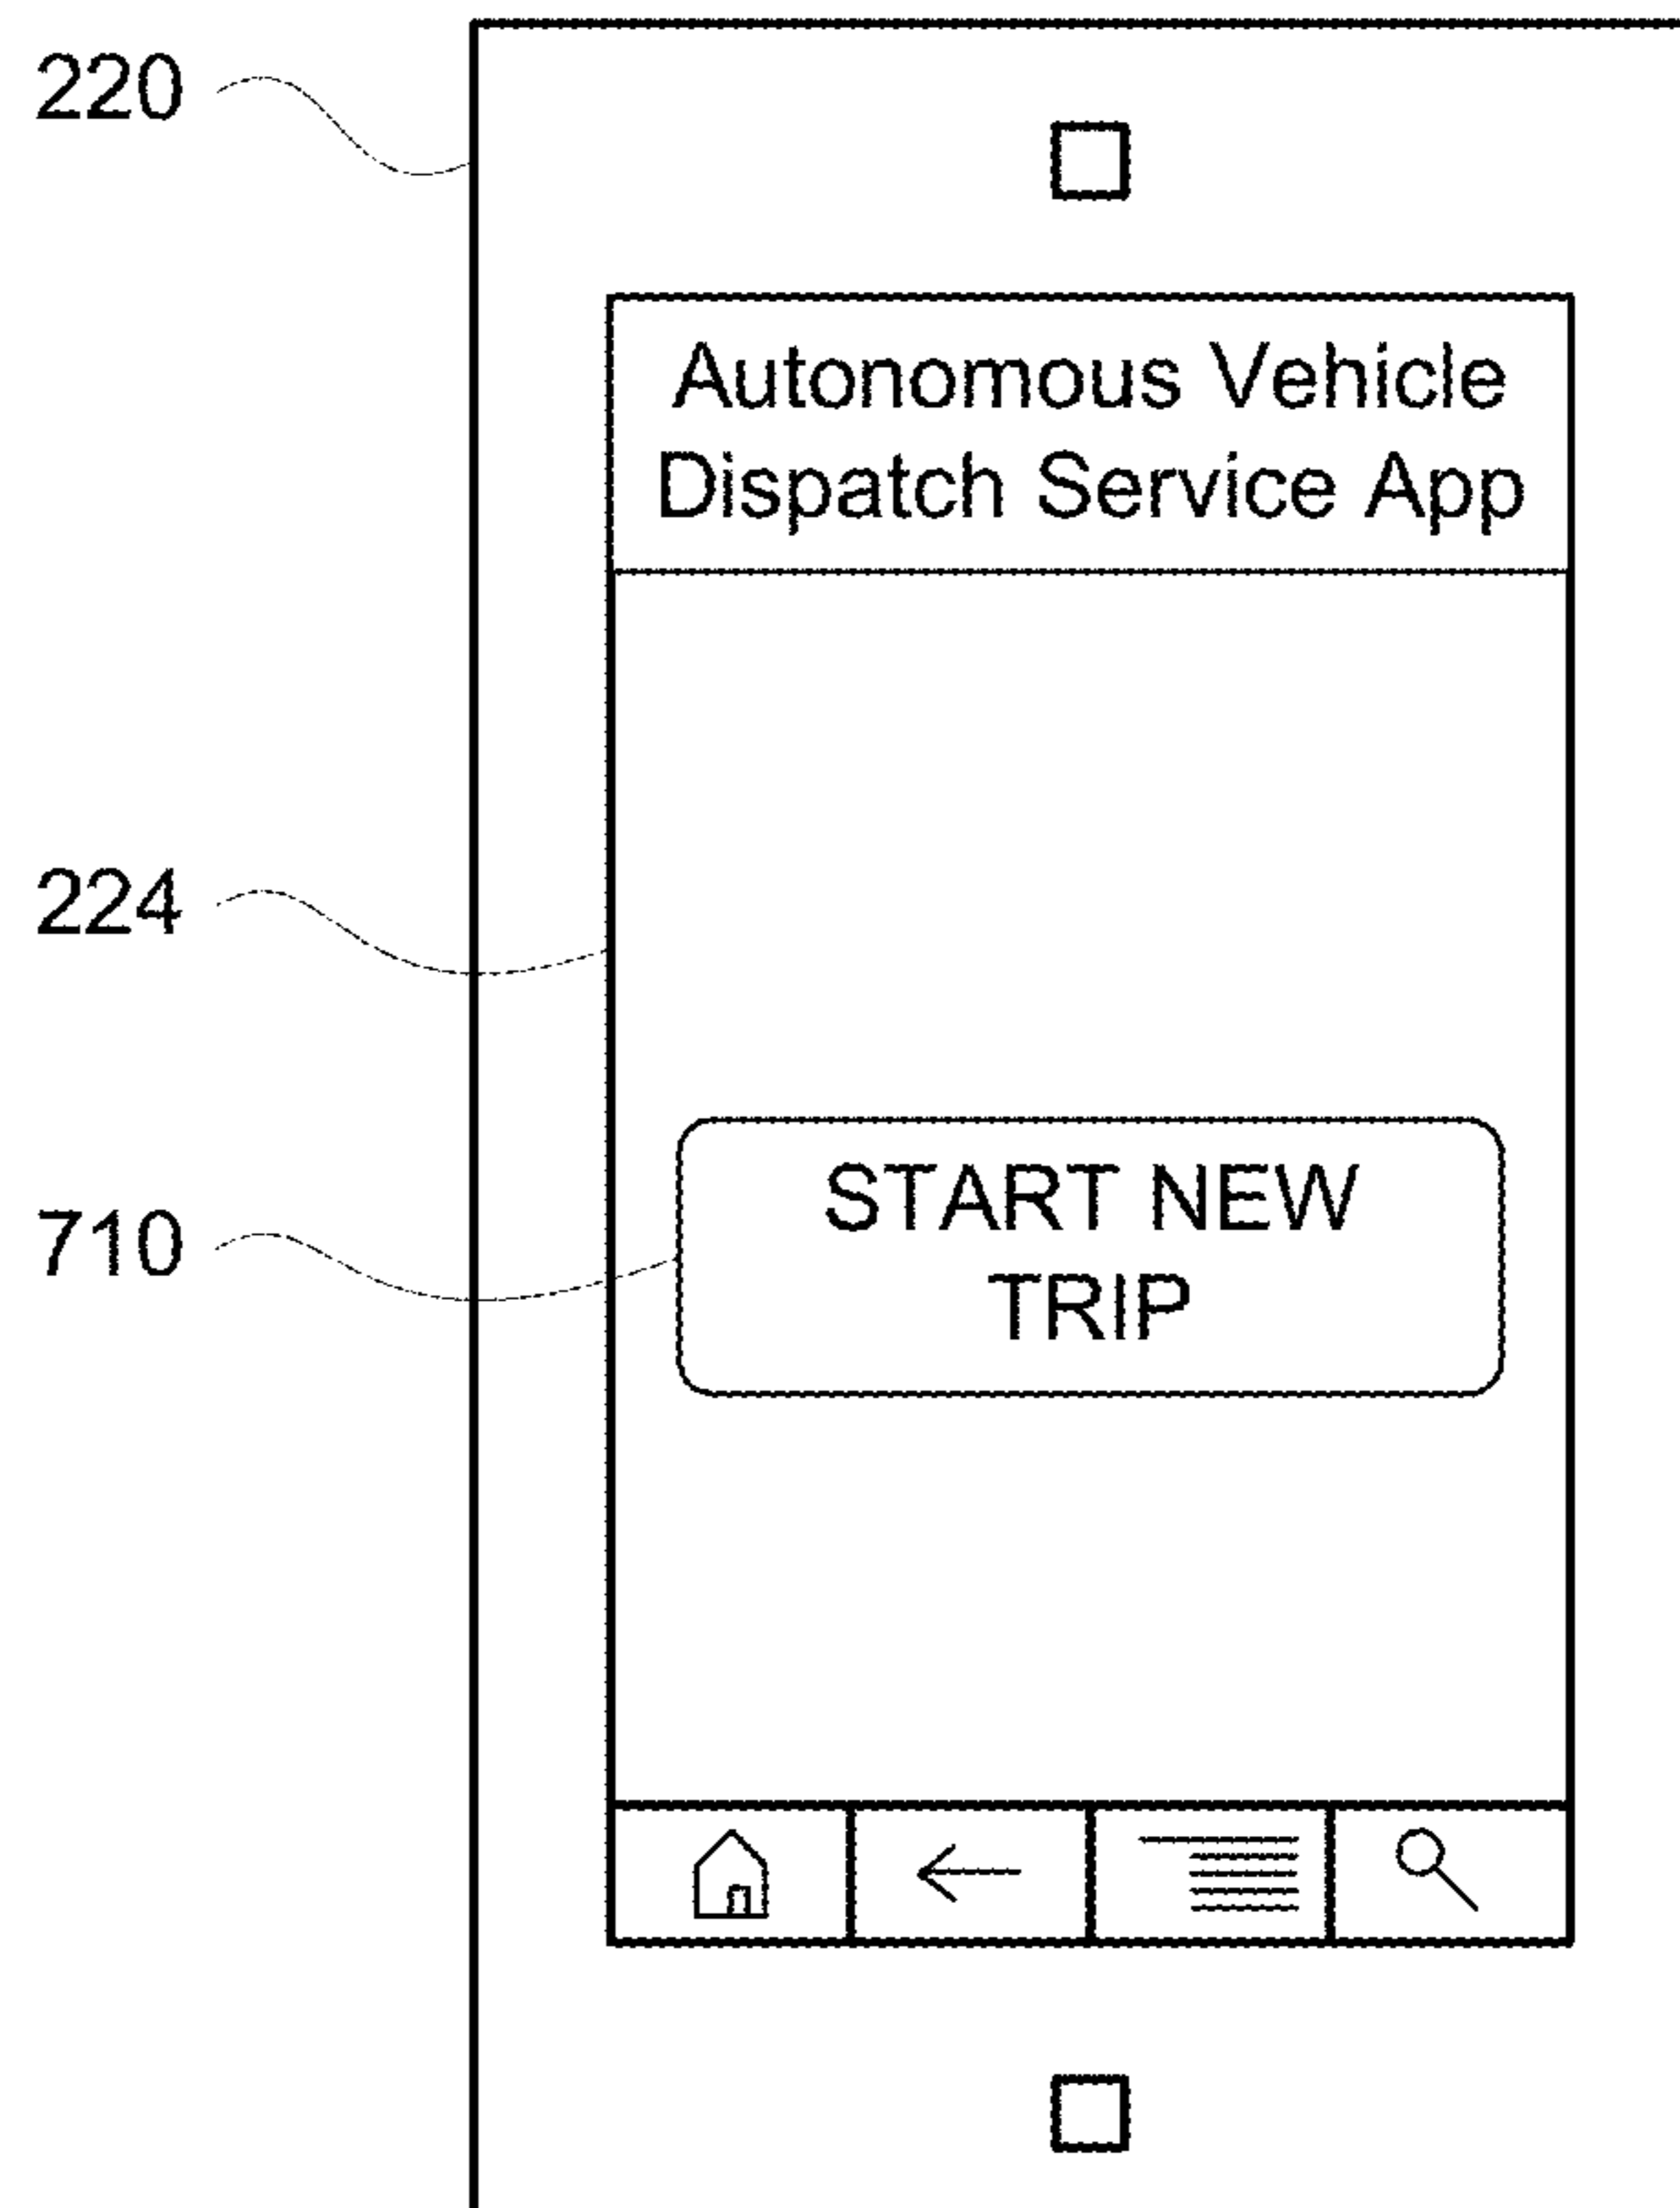 220
Autonomous Vehicle
Dispatch Service App
224
710
START NEW
TRIP